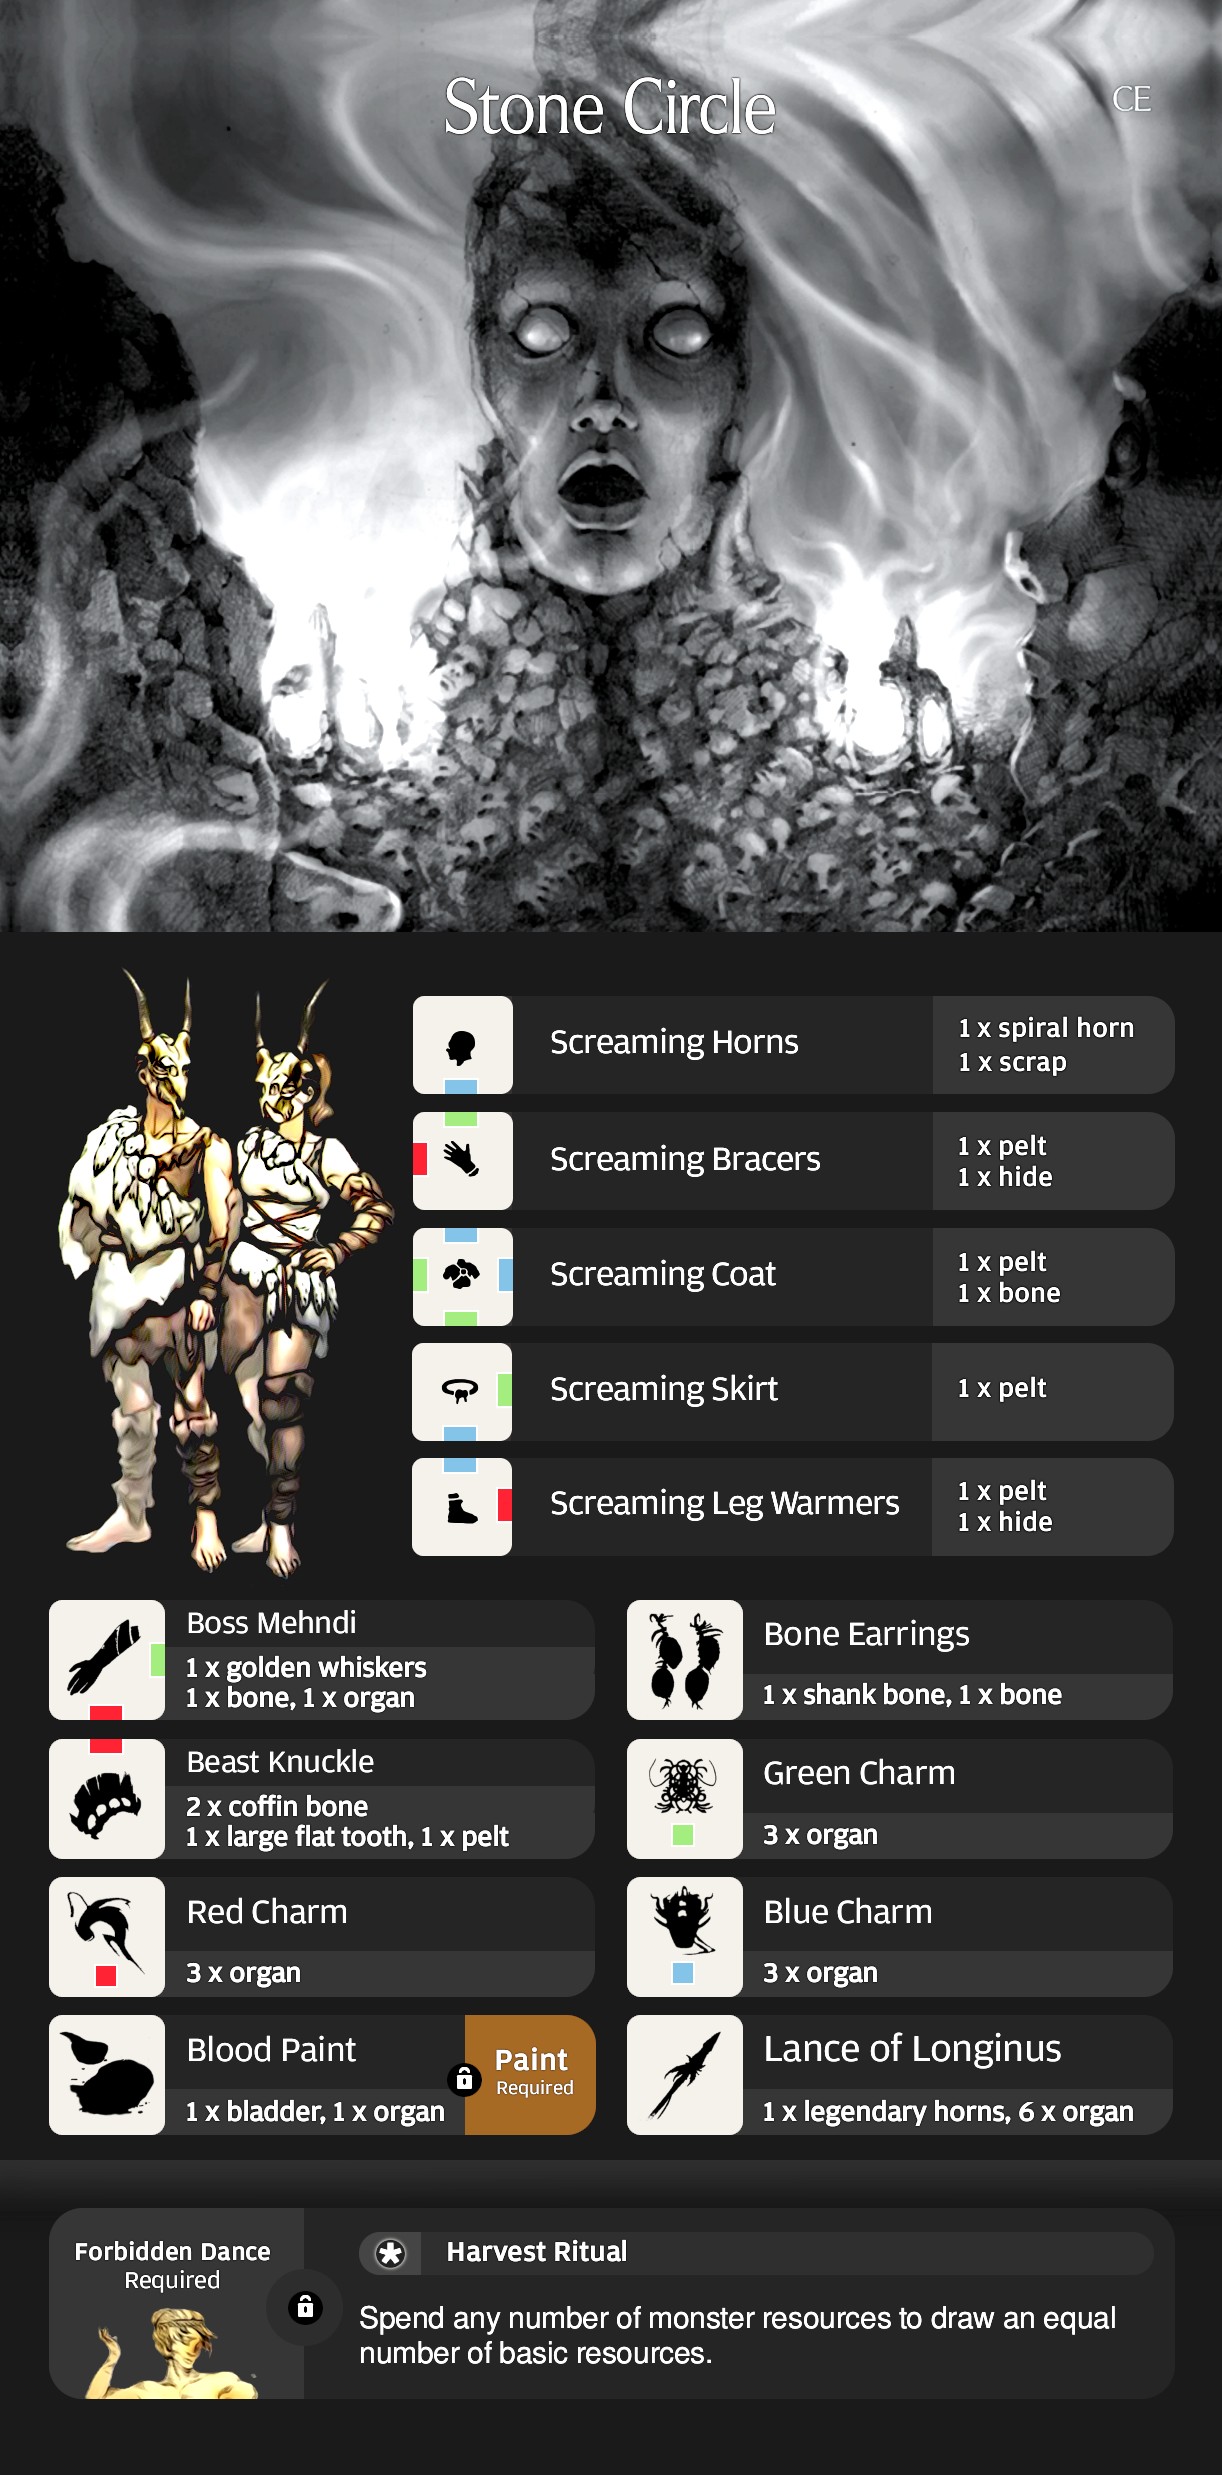 Stone Circle
CE
Screaming Horns
1 x spiral horn
1 x scrap
Screaming Bracers
1 x pelt
1 x hide
Screaming Coat
1 x pelt
1 x bone
Screaming Skirt
1 x pelt
Screaming Leg Warmers
1 x pelt
1 x hide
Boss Mehndi
1 x golden whiskers
1 x bone, 1 x organ
Bone Earrings
1 x shank bone, 1 x bone
Beast Knuckle
2 x coffin bone
1 x large flat tooth, 1 x pelt
Green Charm
3 x organ
Red Charm
3 x organ
Blue Charm
3 x organ
Blood Paint
1 x bladder, 1 x organ
Paint
Required
Lance of Longinus
1 x legendary horns, 6 x organ
Forbidden Dance
Required
Harvest Ritual
Spend any number of monster resources to draw an equal
number of basic resources.